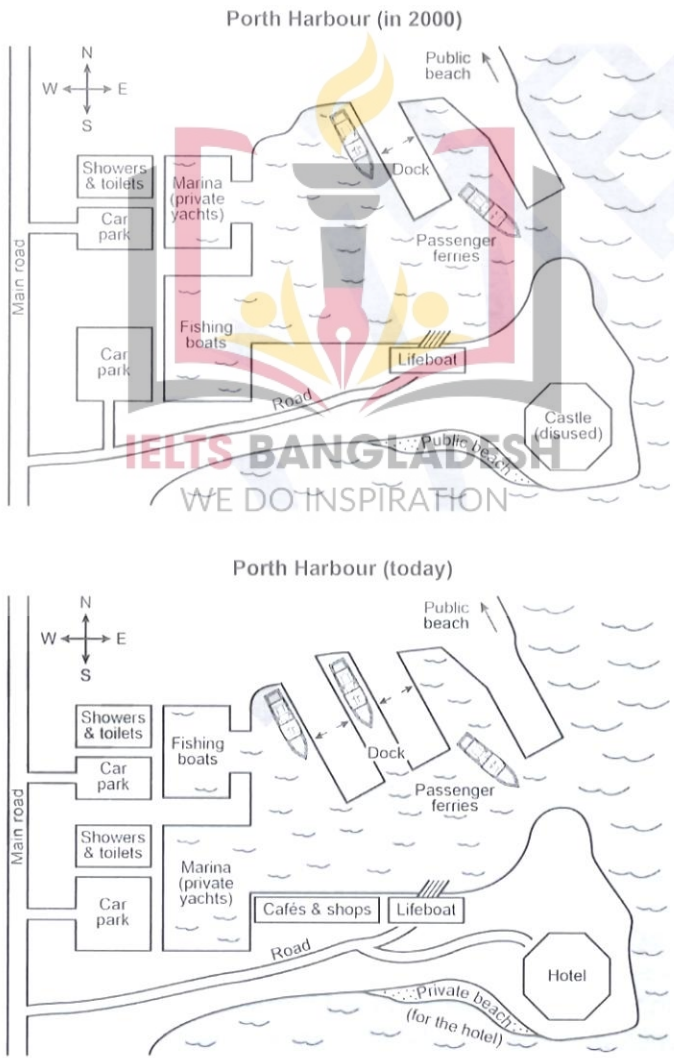 Porth Harbour (in 2000)
N
W E
S
Public
beach
Showers
& toilets
Marina
(private
yachts)
Dock
Car
park
Passenger
ferries
Main road
Fishing
boats
Car
park
Lifeboat
Road
Castle
(disused)
Public beach
IELTS BANGLADESH
WE DO INSPIRATION
Porth Harbour (today)
N
W E
S
Public
beach
Showers
& toilets
Fishing
boats
Dock
Car
park
Passenger
ferries
Main road
Showers
& toilets
Marina
(private
yachts)
Car
park
Cafés & shops
Lifeboat
Road
Hotel
Private beach
(for the hotel)